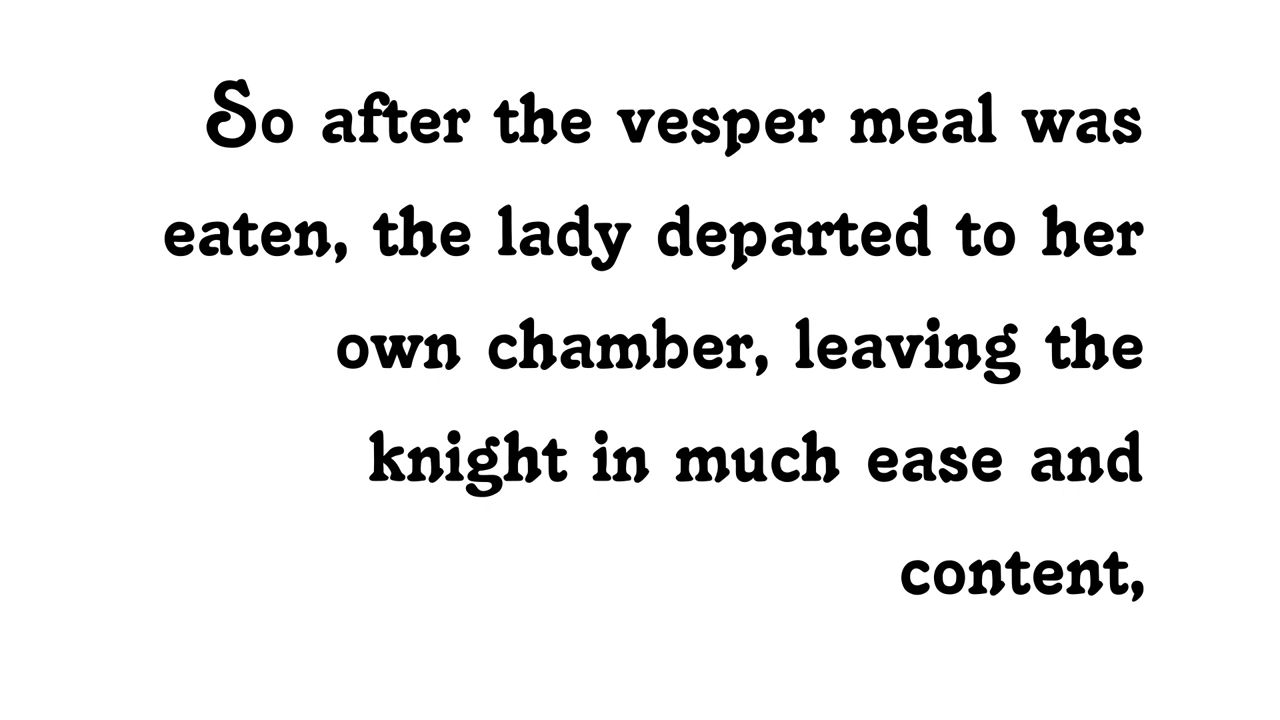 So after the vesper meal was
eaten, the lady departed to her
own chamber, leaving the
knight in much ease and
content,